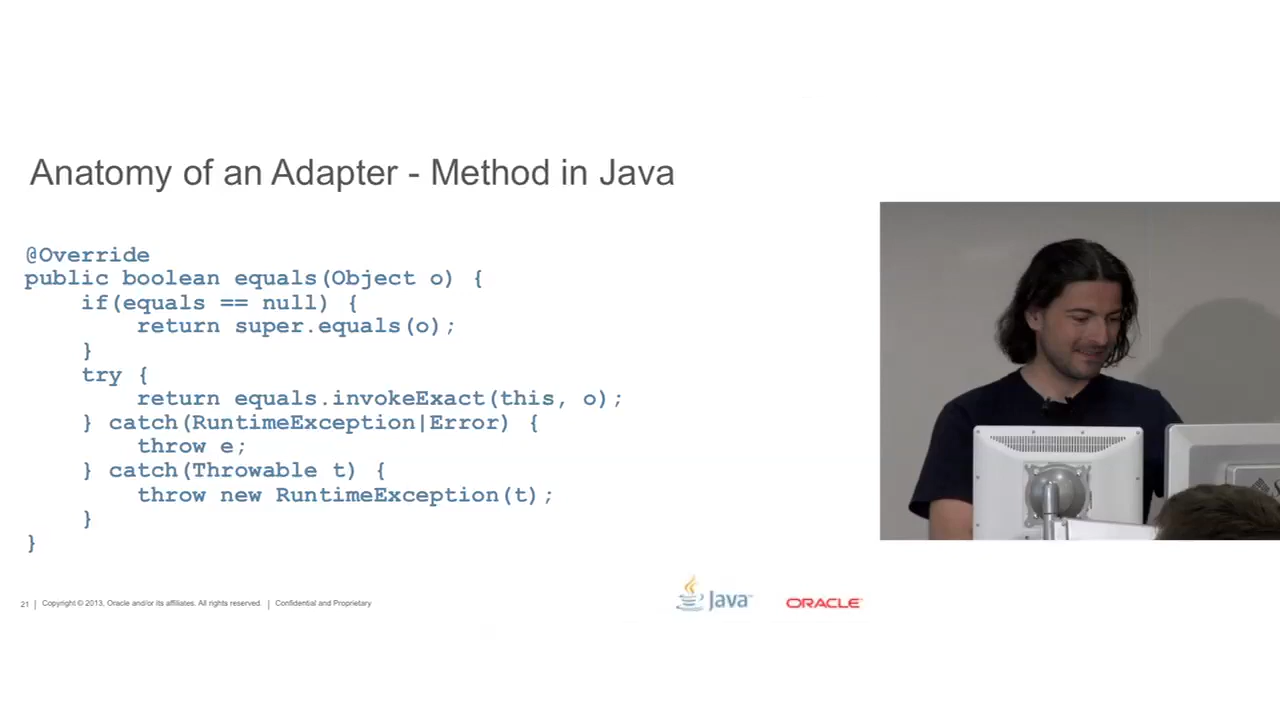 Anatomy of an Adapter - Method in Java
@Override
public boolean equals(Object o) {
    if(equals == null) {
        return super.equals(o);
    }
    try {
        return equals.invokeExact(this, o);
    } catch(RuntimeException|Error) {
        throw e;
    } catch(Throwable t) {
        throw new RuntimeException(t);
    }
}
21 | Copyright © 2013, Oracle and/or its affiliates. All rights reserved. | Confidential and Proprietary
Java™ ORACLE®